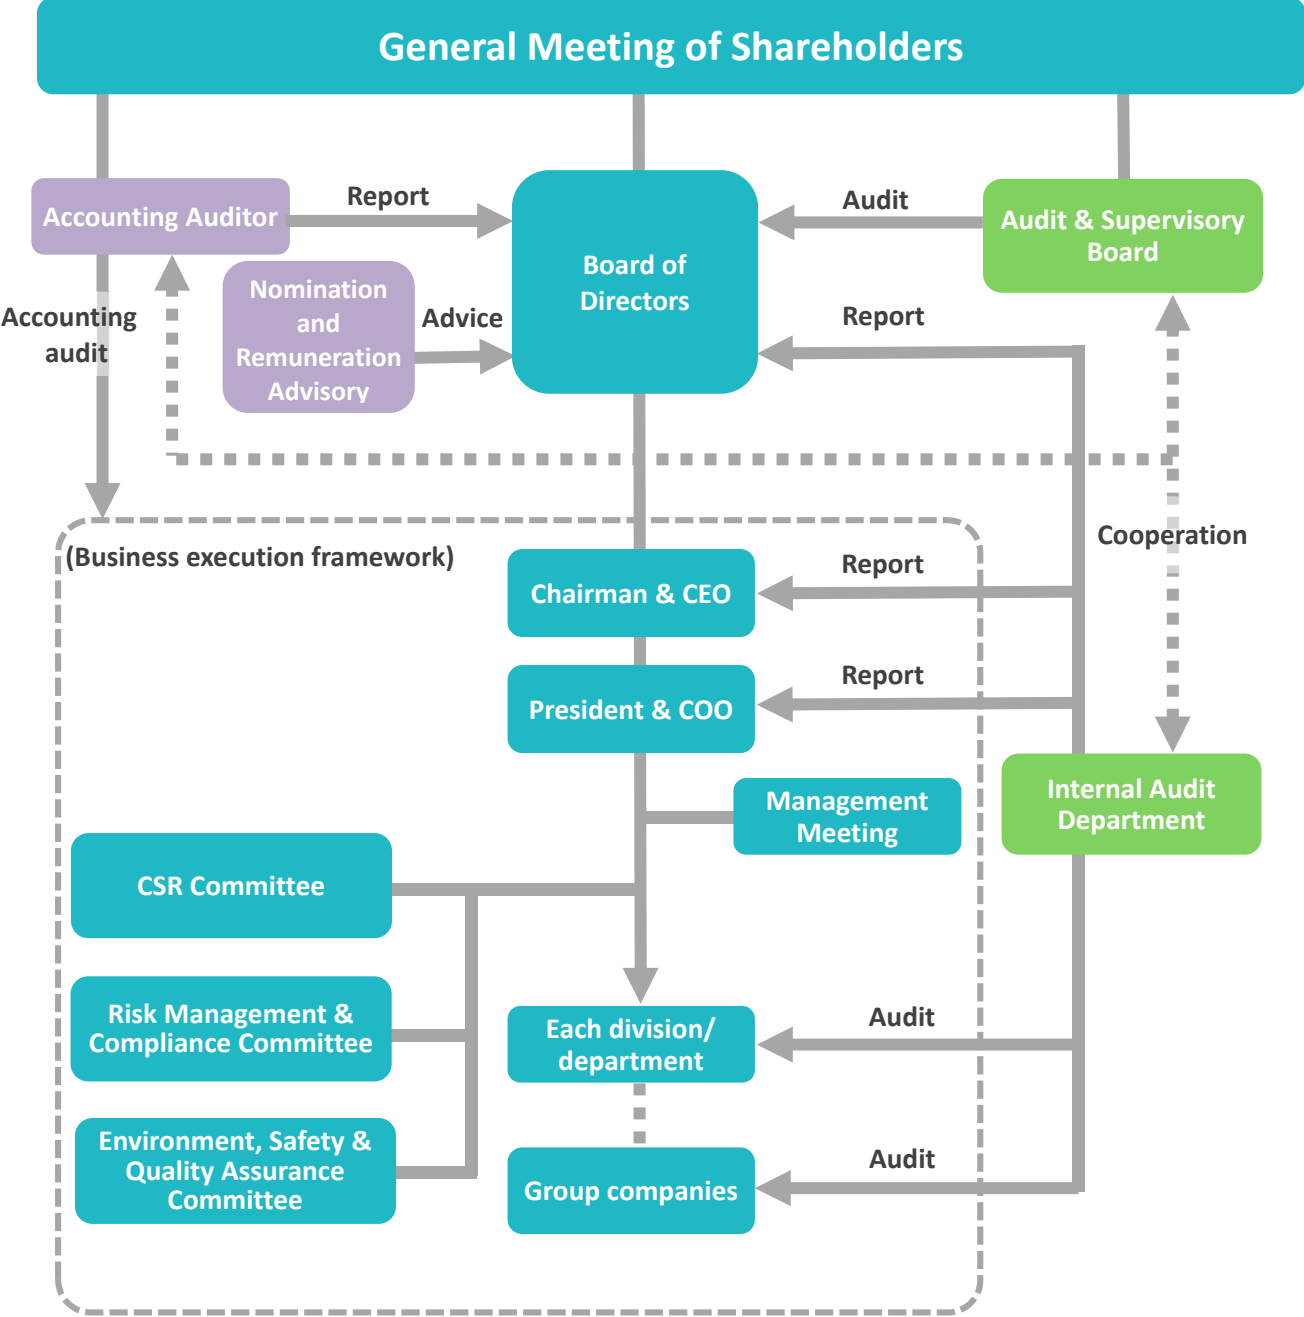 General Meeting of Shareholders
Accounting Auditor
Report
Board of
Directors
Audit
Audit & Supervisory
Board
Nomination
and
Remuneration
Advisory
Advice
Report
Accounting
audit
Cooperation
(Business execution framework)
Chairman & CEO
Report
President & COO
Report
Management
Meeting
Internal Audit
Department
CSR Committee
Risk Management &
Compliance Committee
Each division/
department
Audit
Environment, Safety &
Quality Assurance
Committee
Group companies
Audit